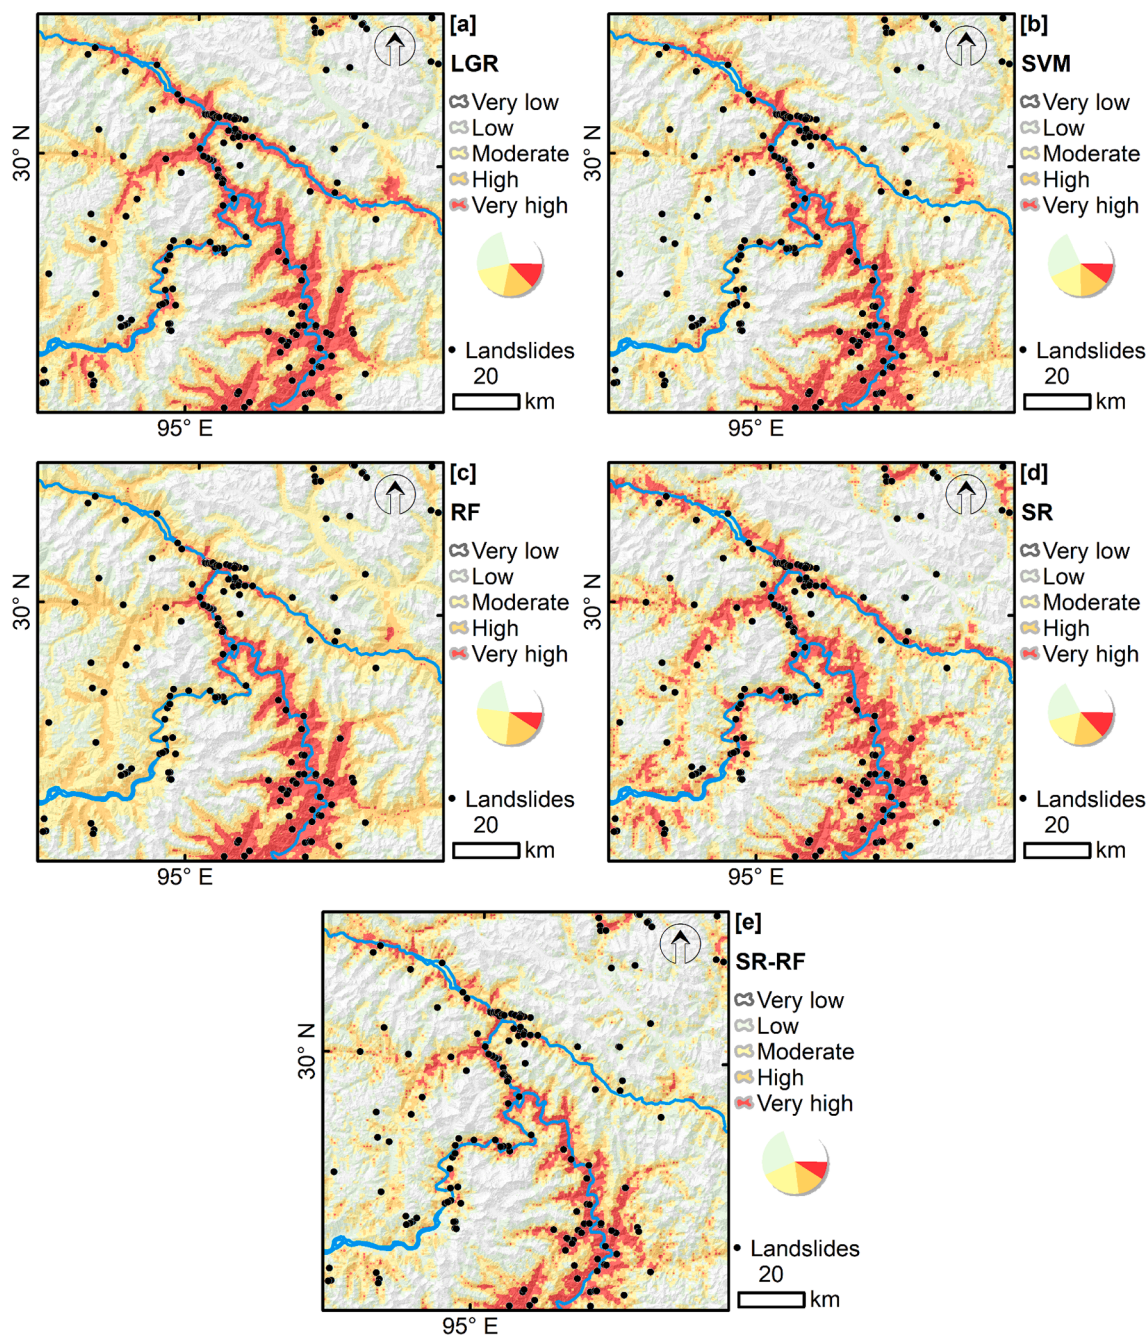 [a]
LGR
Very low
Low
Moderate
High
Very high
Landslides
20
km
30° N
95° E
[b]
SVM
Very low
Low
Moderate
High
Very high
Landslides
20
km
30° N
95° E
[c]
RF
Very low
Low
Moderate
High
Very high
Landslides
20
km
30° N
95° E
[d]
SR
Very low
Low
Moderate
High
Very high
Landslides
20
km
30° N
95° E
[e]
SR-RF
Very low
Low
Moderate
High
Very high
Landslides
20
km
30° N
95° E